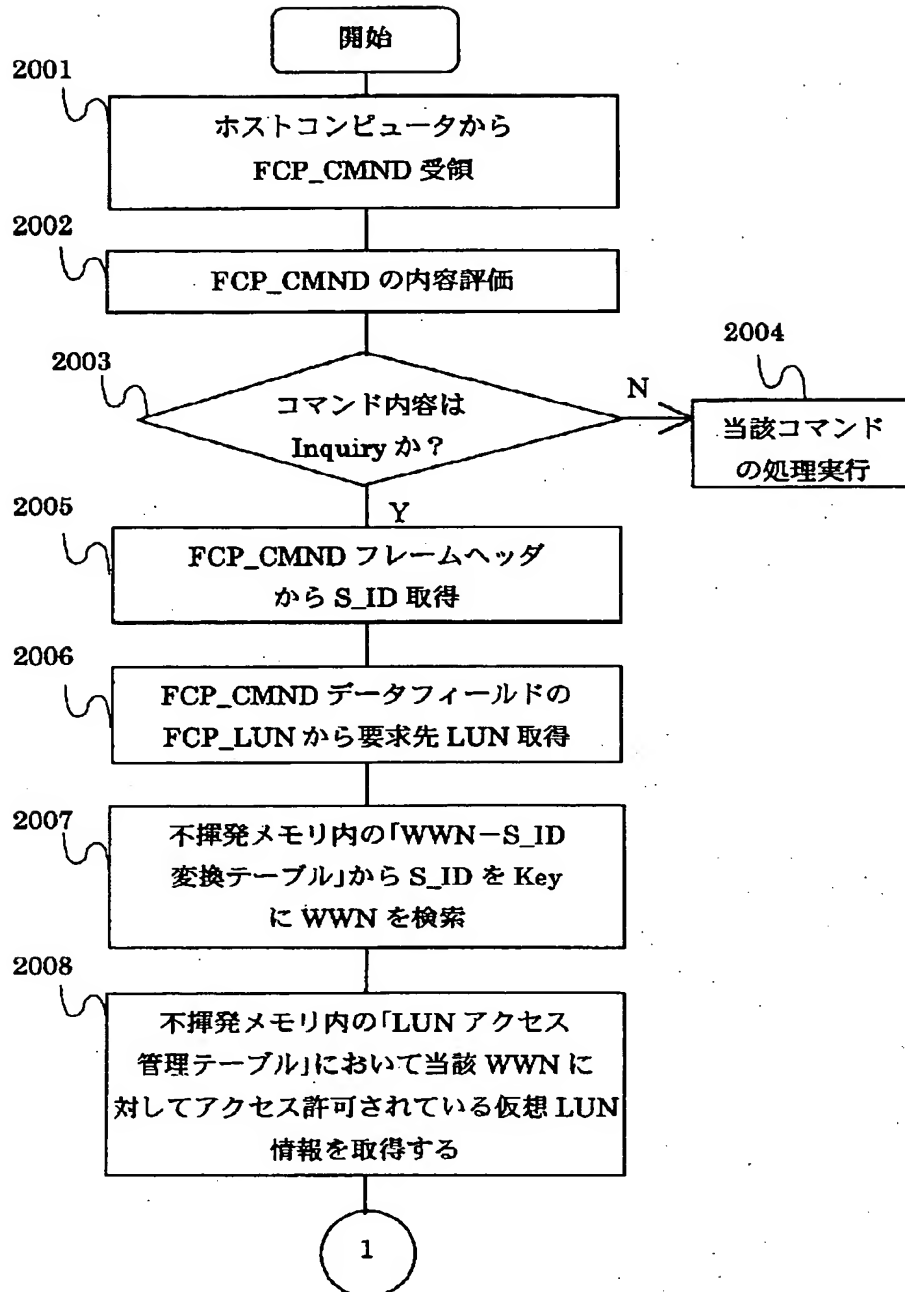 開始
2001
ホストコンピュータから
FCP_CMND 受領
2002
FCP_CMND の内容評価
2003
コマンド内容は
Inquiry か？
N
2004
当該コマンド
の処理実行
Y
2005
FCP_CMND フレームヘッダ
から S_ID 取得
2006
FCP_CMND データフィールドの
FCP_LUN から要求先 LUN 取得
2007
不揮発メモリ内の「WWN－S_ID
変換テーブル」から S_ID を Key
に WWN を検索
2008
不揮発メモリ内の「LUN アクセス
管理テーブル」において当該 WWN に
対してアクセス許可されている仮想 LUN
情報を取得する
1